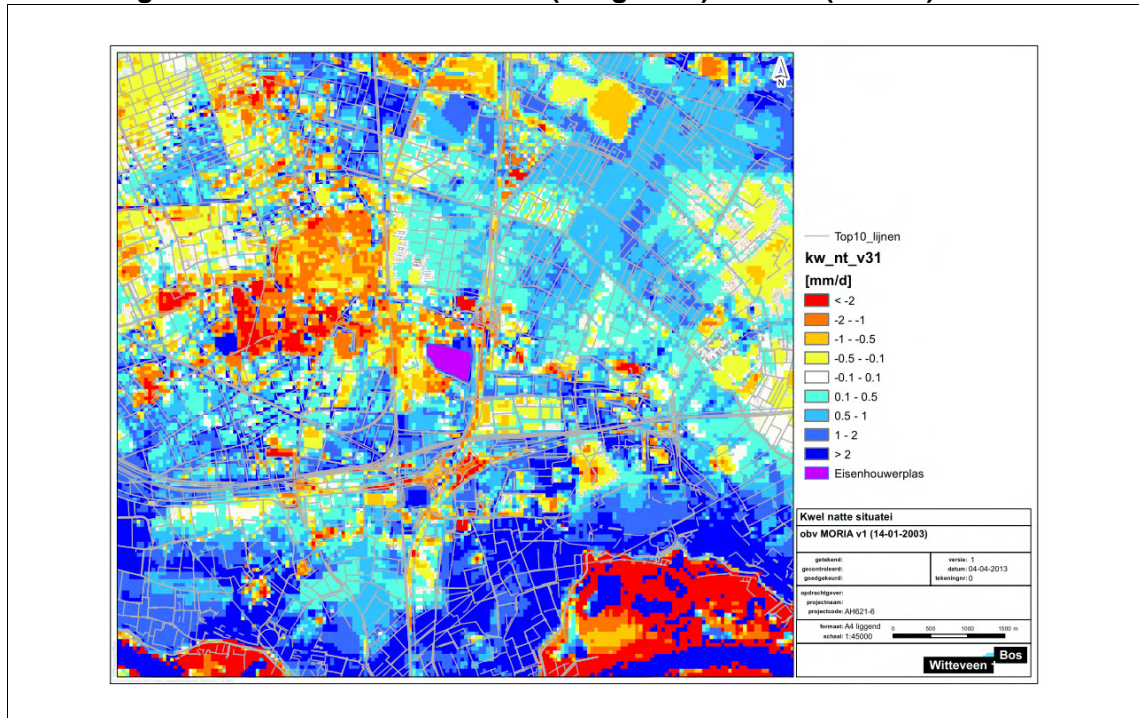 N
Top10_lijnen
kw_nt_v31
[mm/d]
< -2
-2 - -1
-1 - -0.5
-0.5 - -0.1
-0.1 - 0.1
0.1 - 0.5
0.5 - 1
1 - 2
> 2
Eisenhouwerplas
Kwel natte situatei
obv MORIA v1 (14-01-2003)
getekend:
versie: 1
gecontroleerd:
datum: 04-04-2013
goedgekeurd:
tekeningnr: 0
opdrachtgever:
projectnaam:
projectcode: AH621-6
formaat: A4 liggend
schaal: 1:45000
0 500 1000 1500 m
Witteveen + Bos